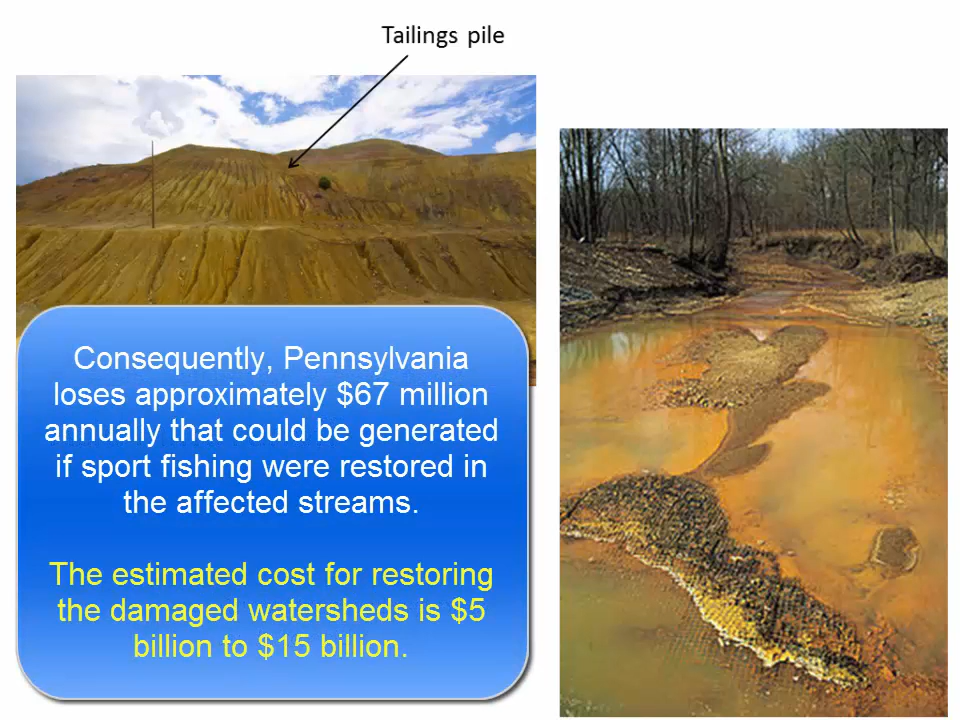 Tailings pile
Consequently, Pennsylvania
loses approximately $67 million
annually that could be generated
if sport fishing were restored in
the affected streams.
The estimated cost for restoring
the damaged watersheds is $5
billion to $15 billion.